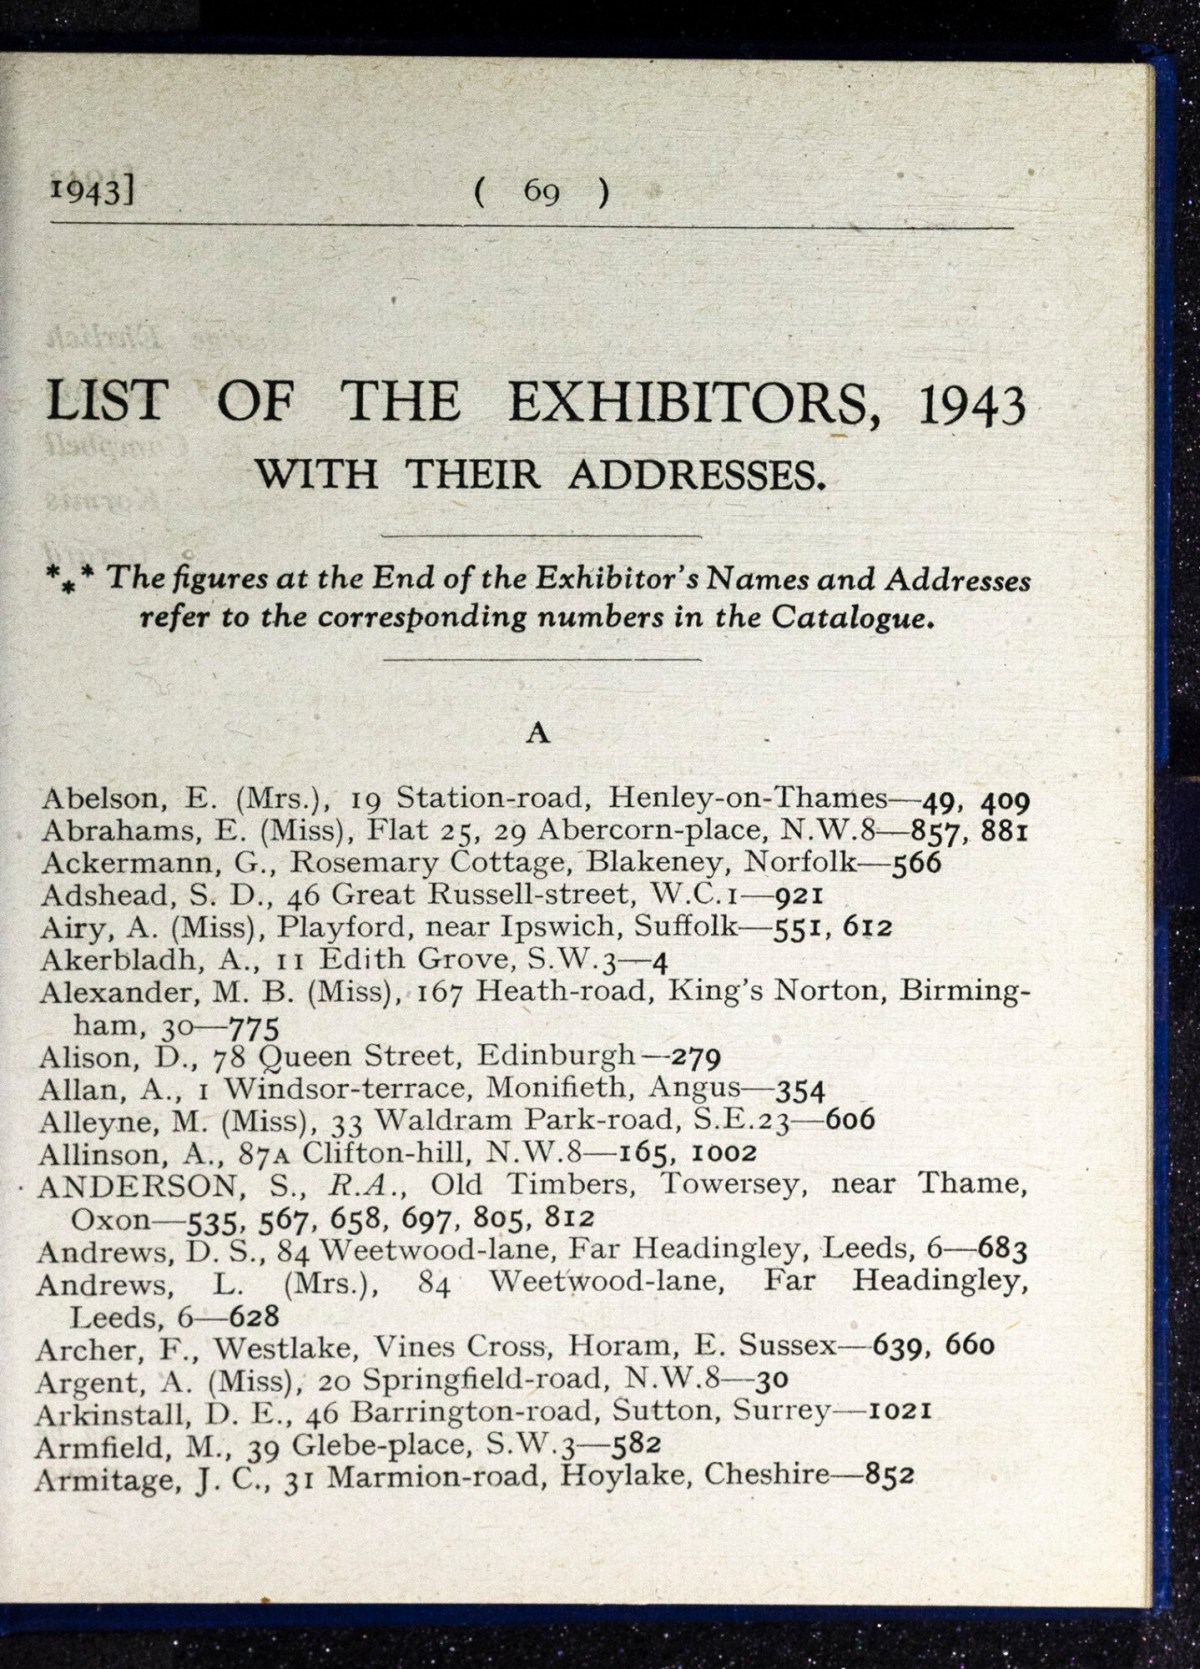 1943] ( 69 )
LIST OF THE EXHIBITORS, 1943
WITH THEIR ADDRESSES.
*⁎* The figures at the End of the Exhibitor's Names and Addresses
refer to the corresponding numbers in the Catalogue.
A
Abelson, E. (Mrs.), 19 Station-road, Henley-on-Thames—49, 409
Abrahams, E. (Miss), Flat 25, 29 Abercorn-place, N.W.8—857, 881
Ackermann, G., Rosemary Cottage, Blakeney, Norfolk—566
Adshead, S. D., 46 Great Russell-street, W.C.1—921
Airy, A. (Miss), Playford, near Ipswich, Suffolk—551, 612
Akerbladh, A., 11 Edith Grove, S.W.3—4
Alexander, M. B. (Miss), 167 Heath-road, King's Norton, Birming-
ham, 30—775
Alison, D., 78 Queen Street, Edinburgh—279
Allan, A., 1 Windsor-terrace, Monifieth, Angus—354
Alleyne, M. (Miss), 33 Waldram Park-road, S.E.23—606
Allinson, A., 87A Clifton-hill, N.W.8—165, 1002
ANDERSON, S., R.A., Old Timbers, Towersey, near Thame,
Oxon—535, 567, 658, 697, 805, 812
Andrews, D. S., 84 Weetwood-lane, Far Headingley, Leeds, 6—683
Andrews, L. (Mrs.), 84 Weetwood-lane, Far Headingley,
Leeds, 6—628
Archer, F., Westlake, Vines Cross, Horam, E. Sussex—639, 660
Argent, A. (Miss), 20 Springfield-road, N.W.8—30
Arkinstall, D. E., 46 Barrington-road, Sutton, Surrey—1021
Armfield, M., 39 Glebe-place, S.W.3—582
Armitage, J. C., 31 Marmion-road, Hoylake, Cheshire—852